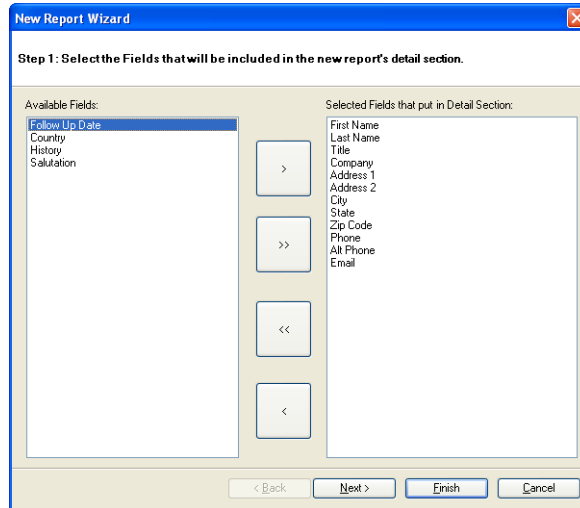 New Report Wizard
Step 1: Select the Fields that will be included in the new report's detail section.
Available Fields:
Follow Up Date
Country
History
Salutation
>
>>
<<
<
Selected Fields that put in Detail Section:
First Name
Last Name
Title
Company
Address 1
Address 2
City
State
Zip Code
Phone
Alt Phone
Email
< Back
Next >
Finish
Cancel